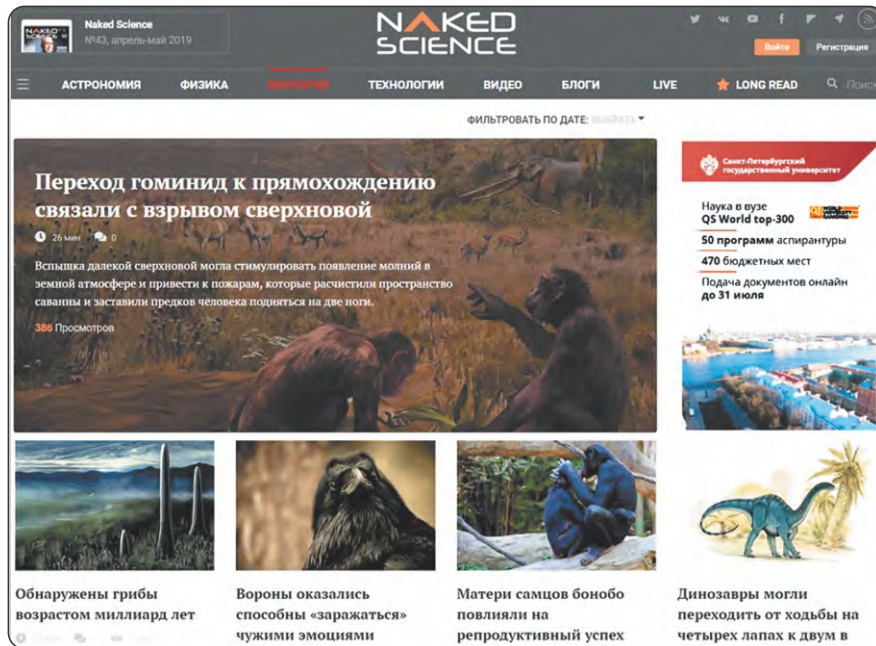 Naked Science
№43, апрель-май 2019
NAKED
SCIENCE
Войти
Регистрация
АСТРОНОМИЯ
ФИЗИКА
БИОЛОГИЯ
ТЕХНОЛОГИИ
ВИДЕО
БЛОГИ
LIVE
LONG READ
Поиск
ФИЛЬТРОВАТЬ ПО ДАТЕ: ВЫБРАТЬ
Переход гоминид к прямохождению
связали с взрывом сверхновой
26 мин 0
Вспышка далекой сверхновой могла стимулировать появление молний в
земной атмосфере и привести к пожарам, которые расчистили пространство
саванны и заставили предков человека подняться на две ноги.
386 Просмотров
Санкт-Петербургский
государственный университет
Наука в вузе
QS World top-300
50 программ аспирантуры
470 бюджетных мест
Подача документов онлайн
до 31 июля
Обнаружены грибы
возрастом миллиард лет
Вороны оказались
способны «заражаться»
чужими эмоциями
Матери самцов бонобо
повлияли на
репродуктивный успех
Динозавры могли
переходить от ходьбы на
четырех лапах к двум в